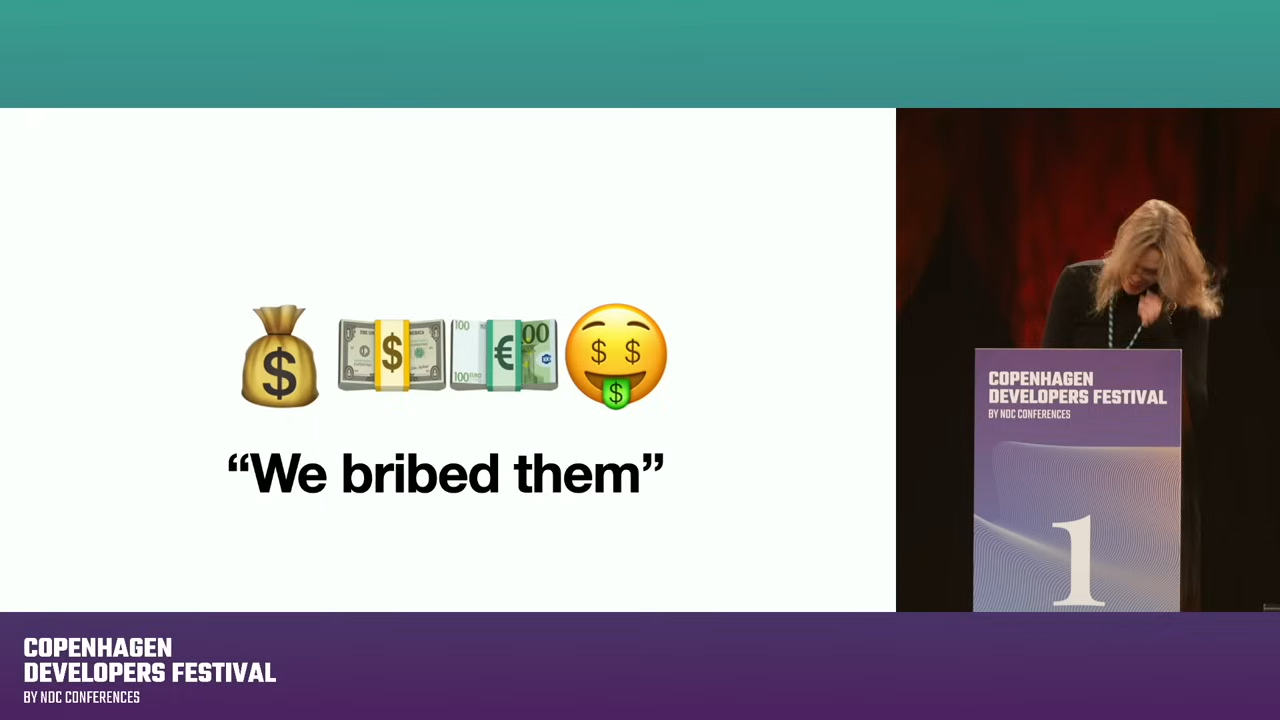 “We bribed them”
COPENHAGEN
DEVELOPERS FESTIVAL
BY NDC CONFERENCES
1
COPENHAGEN
DEVELOPERS FESTIVAL
BY NDC CONFERENCES